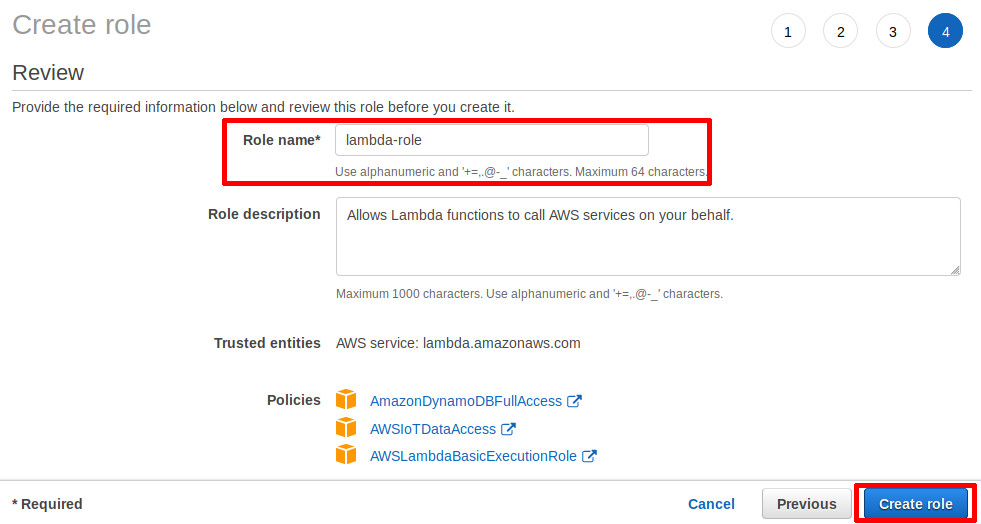 Create role
1 2 3 4
Review
Provide the required information below and review this role before you create it.
Role name* lambda-role
Use alphanumeric and '+=,.@-_' characters. Maximum 64 characters.
Role description Allows Lambda functions to call AWS services on your behalf.
Maximum 1000 characters. Use alphanumeric and '+=,.@-_' characters.
Trusted entities AWS service: lambda.amazonaws.com
Policies AmazonDynamoDBFullAccess
AWSIoTDataAccess
AWSLambdaBasicExecutionRole
* Required Cancel Previous Create role